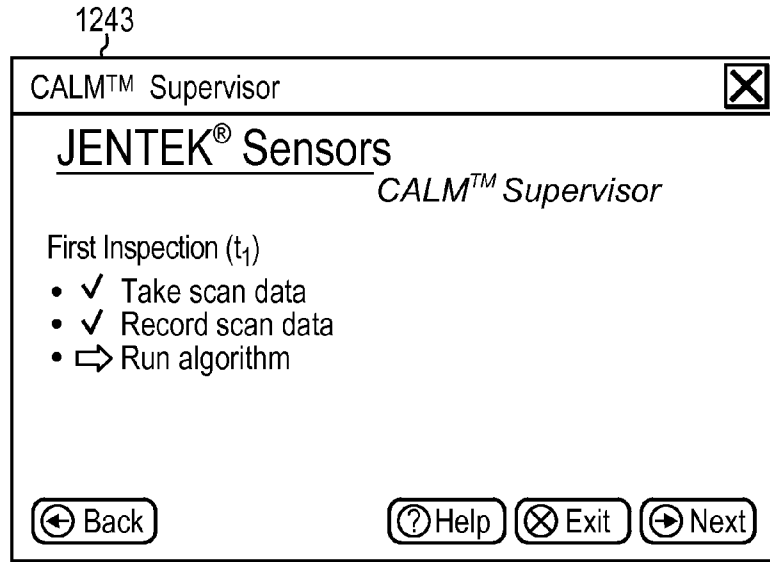 1243
CALM™ Supervisor
JENTEK® Sensors
CALM™ Supervisor
First Inspection (t₁)
• ✓ Take scan data
• ✓ Record scan data
• ⇨ Run algorithm
Back Help Exit Next